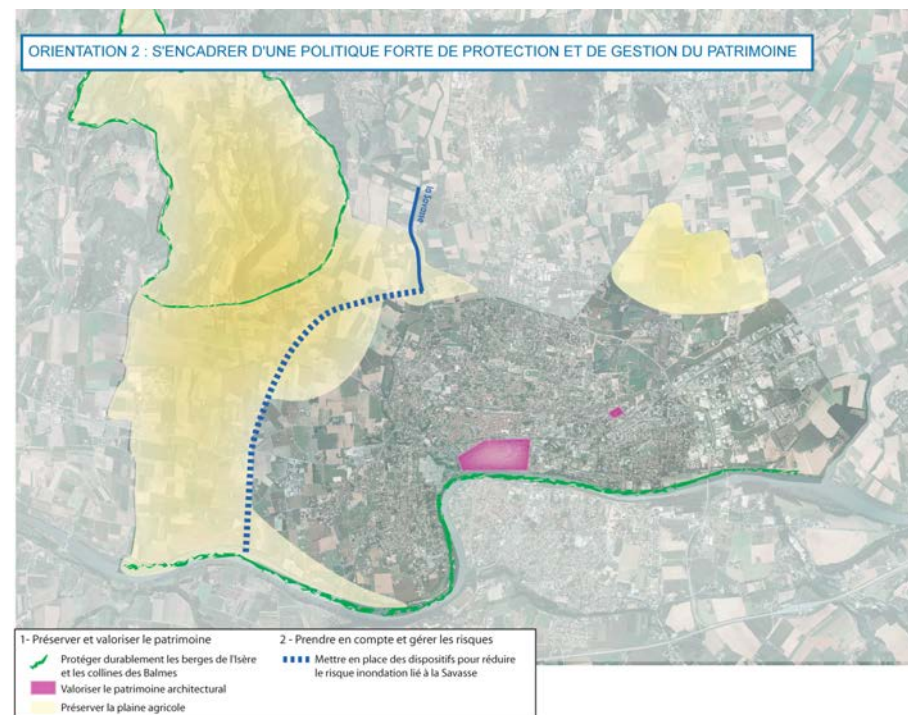 ORIENTATION 2 : S'ENCADRER D'UNE POLITIQUE FORTE DE PROTECTION ET DE GESTION DU PATRIMOINE
la Savasse
1- Préserver et valoriser le patrimoine
Protéger durablement les berges de l'Isère
et les collines des Balmes
Valoriser le patrimoine architectural
Préserver la plaine agricole
2 - Prendre en compte et gérer les risques
Mettre en place des dispositifs pour réduire
le risque inondation lié à la Savasse